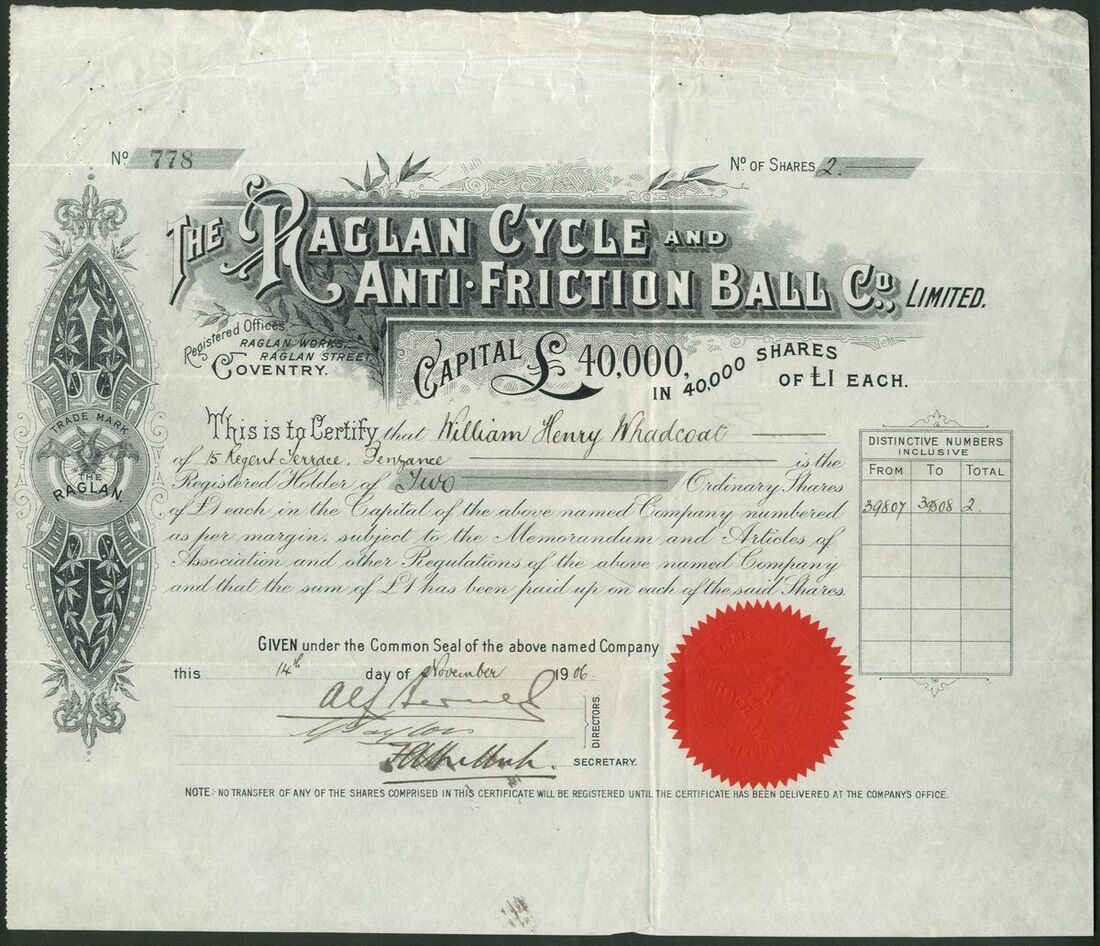 No 778
No OF SHARES 2.
THE RAGLAN CYCLE AND
ANTI-FRICTION BALL Co. LIMITED.
Registered Offices
RAGLAN WORKS,
RAGLAN STREET
COVENTRY.
CAPITAL £40,000,
IN 40,000 SHARES
OF £1 EACH.
TRADE MARK
THE
RAGLAN
This is to Certify that William Henry Whadcoat
of 15 Regent Terrace, Penzance is the
Registered Holder of Two Ordinary Shares
of £1 each in the Capital of the above named Company numbered
as per margin, subject to the Memorandum and Articles of
Association and other Regulations of the above named Company
and that the sum of £1 has been paid up on each of the said Shares.
DISTINCTIVE NUMBERS
INCLUSIVE
FROM TO TOTAL
39807 39808 2.
GIVEN under the Common Seal of the above named Company
this 14th day of November 1906.
DIRECTORS
SECRETARY.
NOTE:- NO TRANSFER OF ANY OF THE SHARES COMPRISED IN THIS CERTIFICATE WILL BE REGISTERED UNTIL THE CERTIFICATE HAS BEEN DELIVERED AT THE COMPANY'S OFFICE.